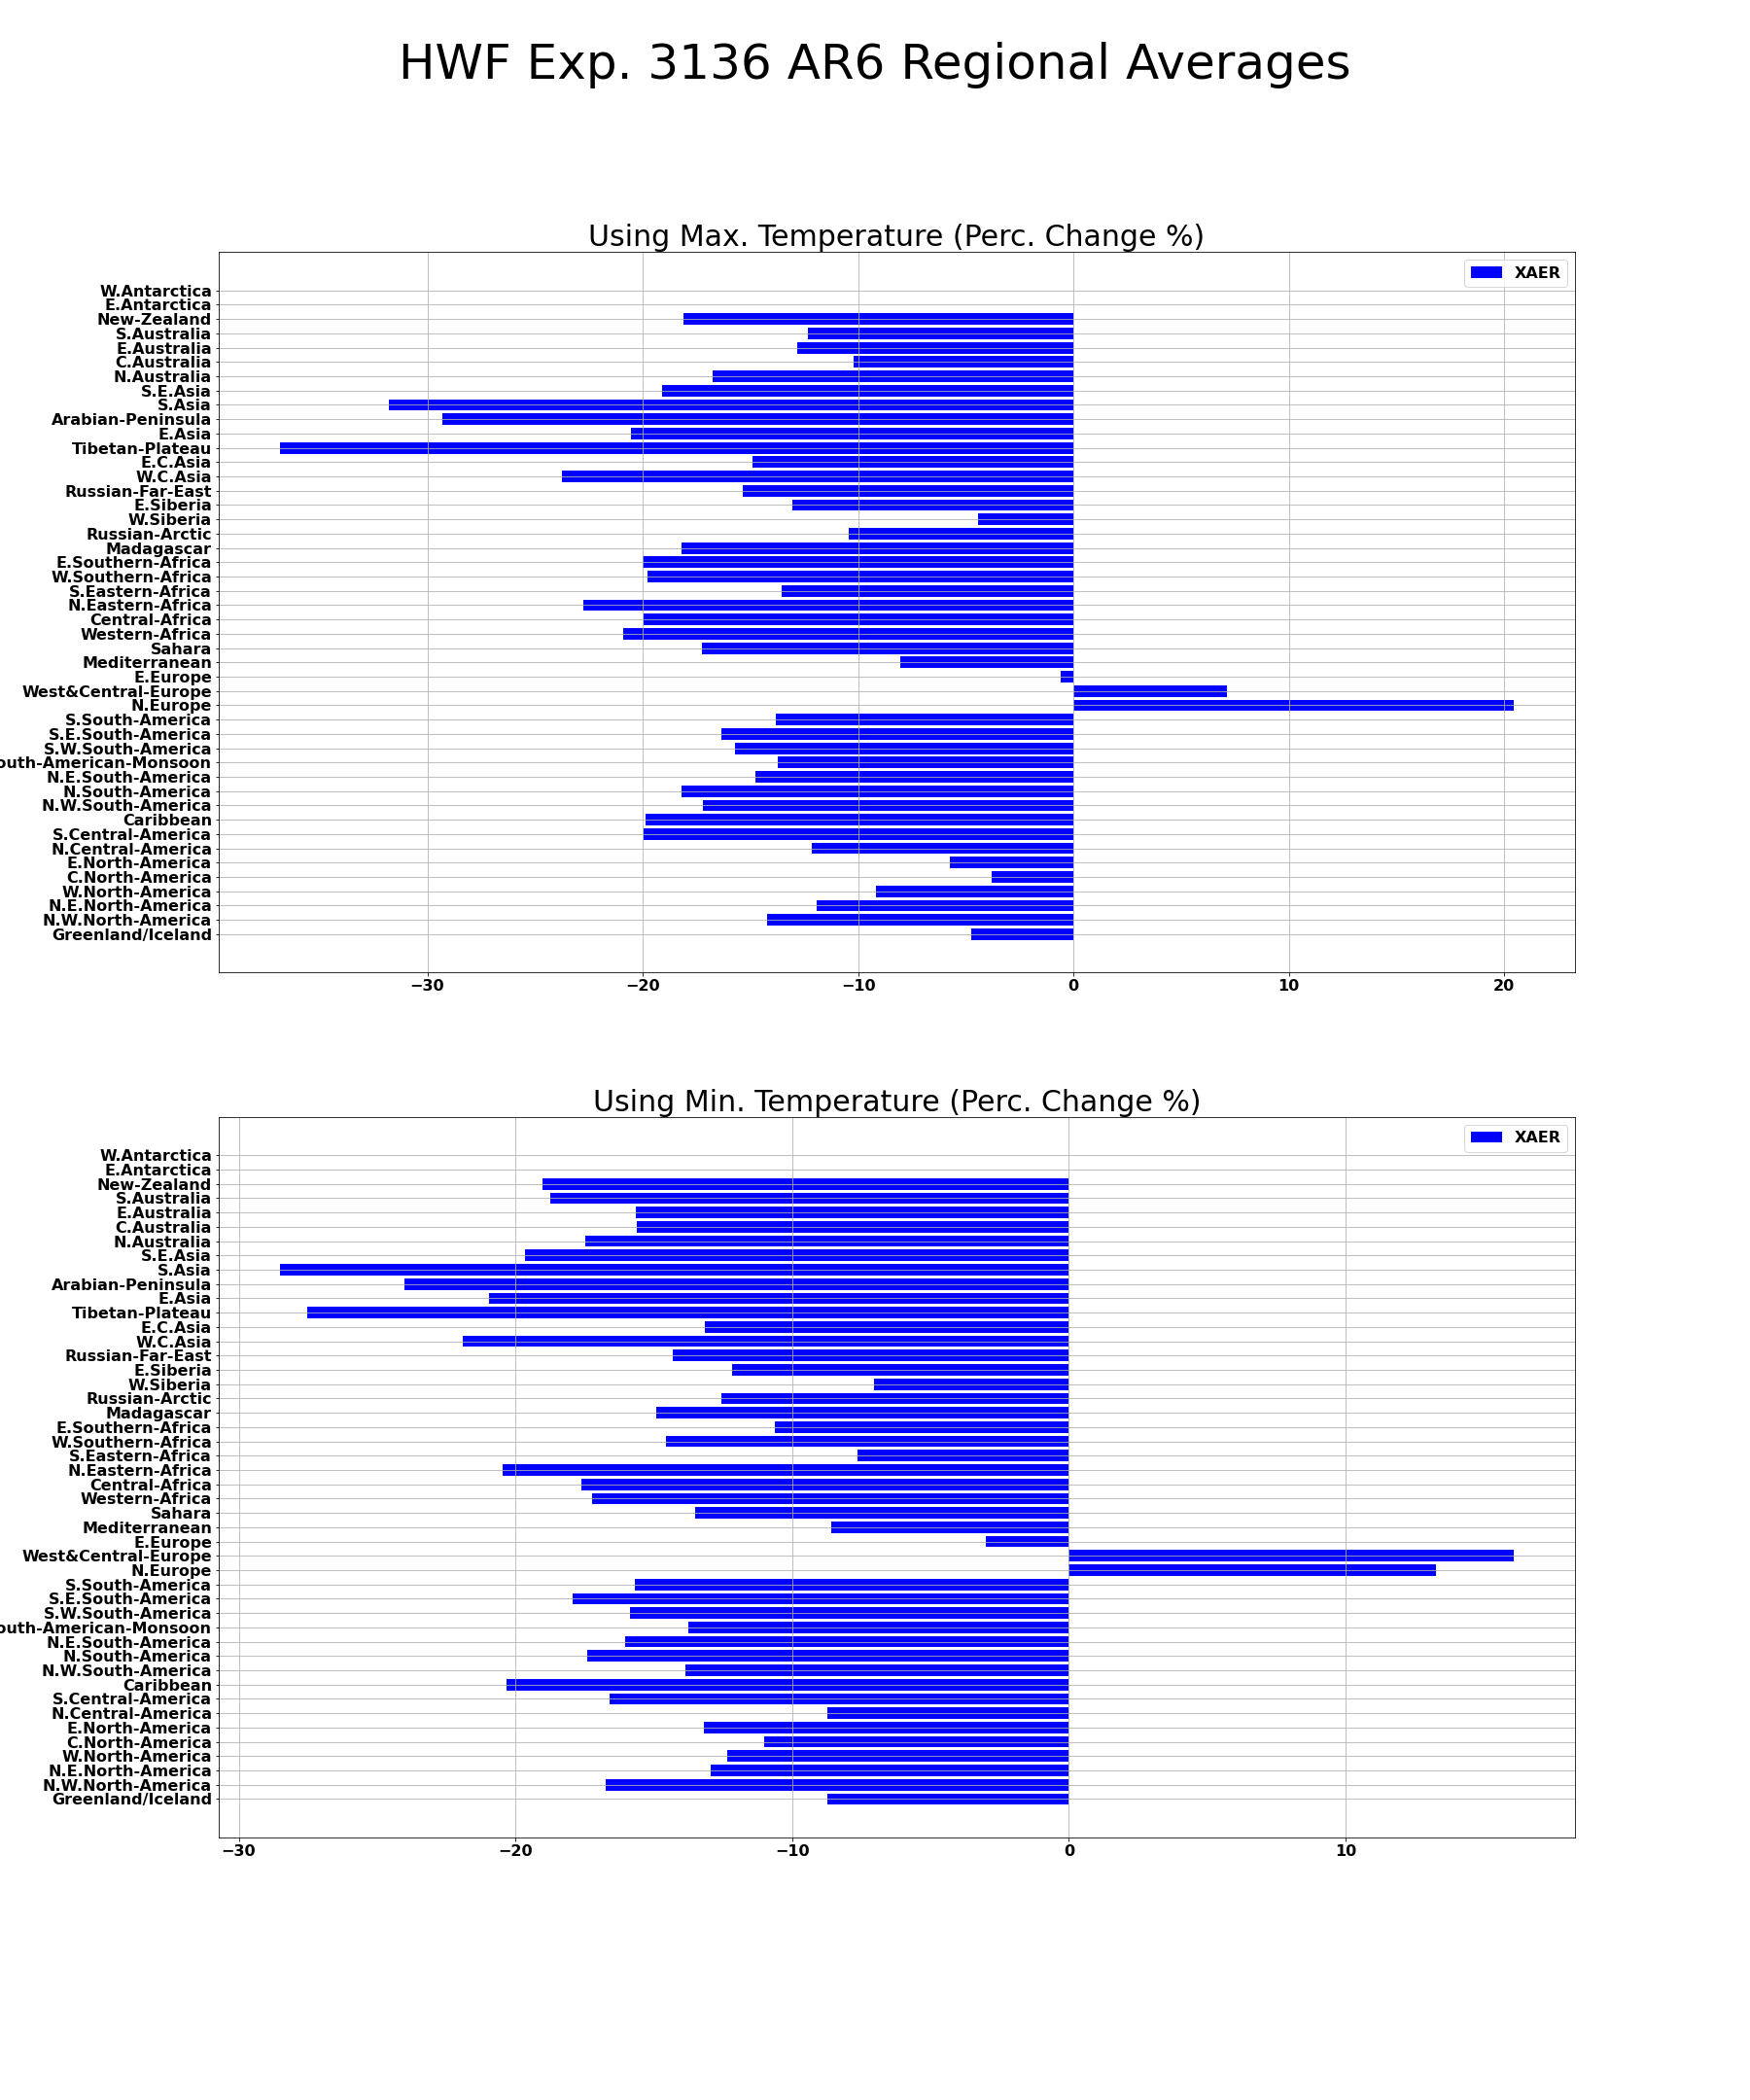 HWF Exp. 3136 AR6 Regional Averages
Using Max. Temperature (Perc. Change %)
XAER
W.Antarctica
E.Antarctica
New-Zealand
S.Australia
E.Australia
C.Australia
N.Australia
S.E.Asia
S.Asia
Arabian-Peninsula
E.Asia
Tibetan-Plateau
E.C.Asia
W.C.Asia
Russian-Far-East
E.Siberia
W.Siberia
Russian-Arctic
Madagascar
E.Southern-Africa
W.Southern-Africa
S.Eastern-Africa
N.Eastern-Africa
Central-Africa
Western-Africa
Sahara
Mediterranean
E.Europe
West&Central-Europe
N.Europe
S.South-America
S.E.South-America
S.W.South-America
outh-American-Monsoon
N.E.South-America
N.South-America
N.W.South-America
Caribbean
S.Central-America
N.Central-America
E.North-America
C.North-America
W.North-America
N.E.North-America
N.W.North-America
Greenland/Iceland
−30 −20 −10 0 10 20
Using Min. Temperature (Perc. Change %)
XAER
W.Antarctica
E.Antarctica
New-Zealand
S.Australia
E.Australia
C.Australia
N.Australia
S.E.Asia
S.Asia
Arabian-Peninsula
E.Asia
Tibetan-Plateau
E.C.Asia
W.C.Asia
Russian-Far-East
E.Siberia
W.Siberia
Russian-Arctic
Madagascar
E.Southern-Africa
W.Southern-Africa
S.Eastern-Africa
N.Eastern-Africa
Central-Africa
Western-Africa
Sahara
Mediterranean
E.Europe
West&Central-Europe
N.Europe
S.South-America
S.E.South-America
S.W.South-America
outh-American-Monsoon
N.E.South-America
N.South-America
N.W.South-America
Caribbean
S.Central-America
N.Central-America
E.North-America
C.North-America
W.North-America
N.E.North-America
N.W.North-America
Greenland/Iceland
−30 −20 −10 0 10